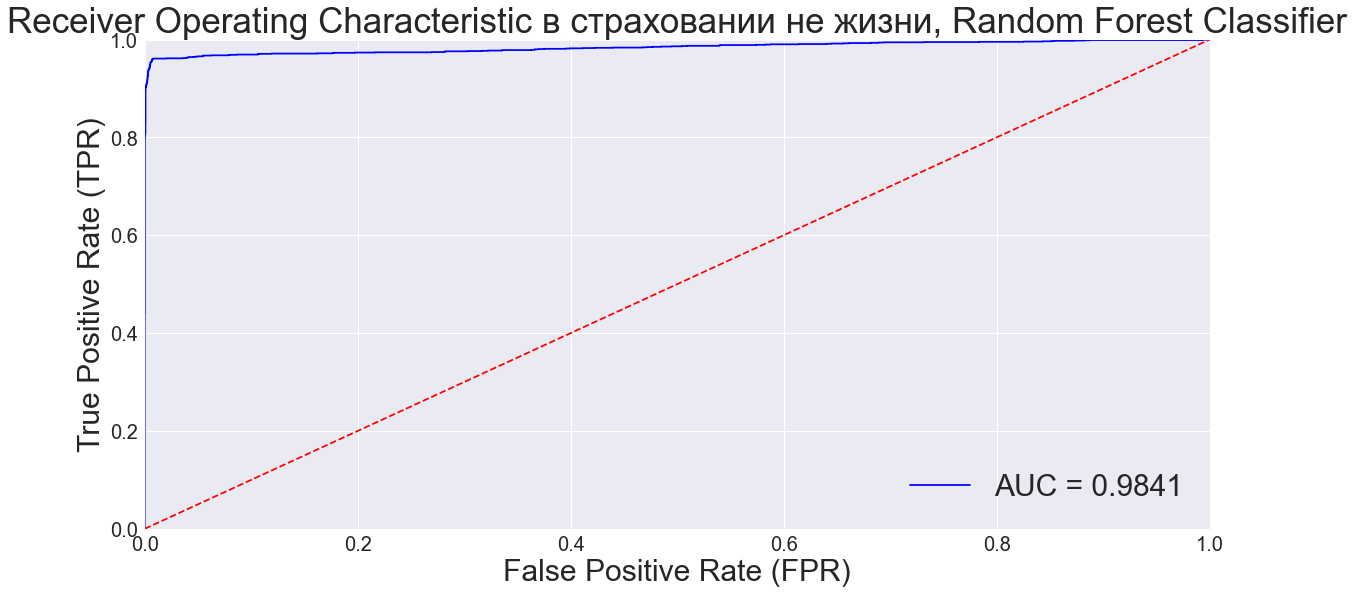 Receiver Operating Characteristic в страховании не жизни, Random Forest Classifier
1.0
0.8
0.6
0.4
0.2
0.0
True Positive Rate (TPR)
AUC = 0.9841
0.0 0.2 0.4 0.6 0.8 1.0
False Positive Rate (FPR)